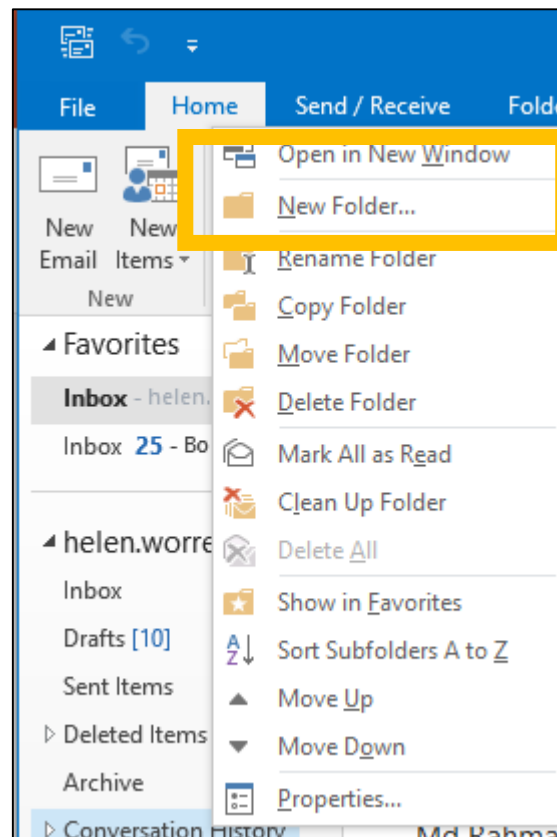 File Home Send / Receive
New Email
New Items
New
Open in New Window
New Folder...
Rename Folder
Copy Folder
Move Folder
Delete Folder
Mark All as Read
Clean Up Folder
Delete All
Show in Favorites
Sort Subfolders A to Z
Move Up
Move Down
Properties...
Favorites
Inbox - helen.
Inbox 25 - Bo
helen.worre
Inbox
Drafts [10]
Sent Items
Deleted Items
Archive
Conversation History
Md Rahma